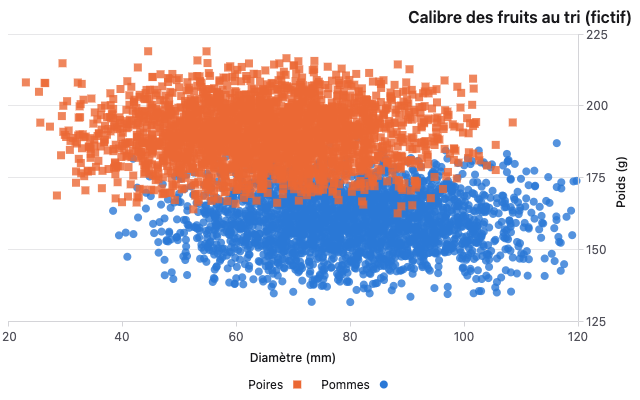 Calibre des fruits au tri (fictif)
225
200
175
150
125
Poids (g)
20 40 60 80 100 120
Diamètre (mm)
Poires Pommes